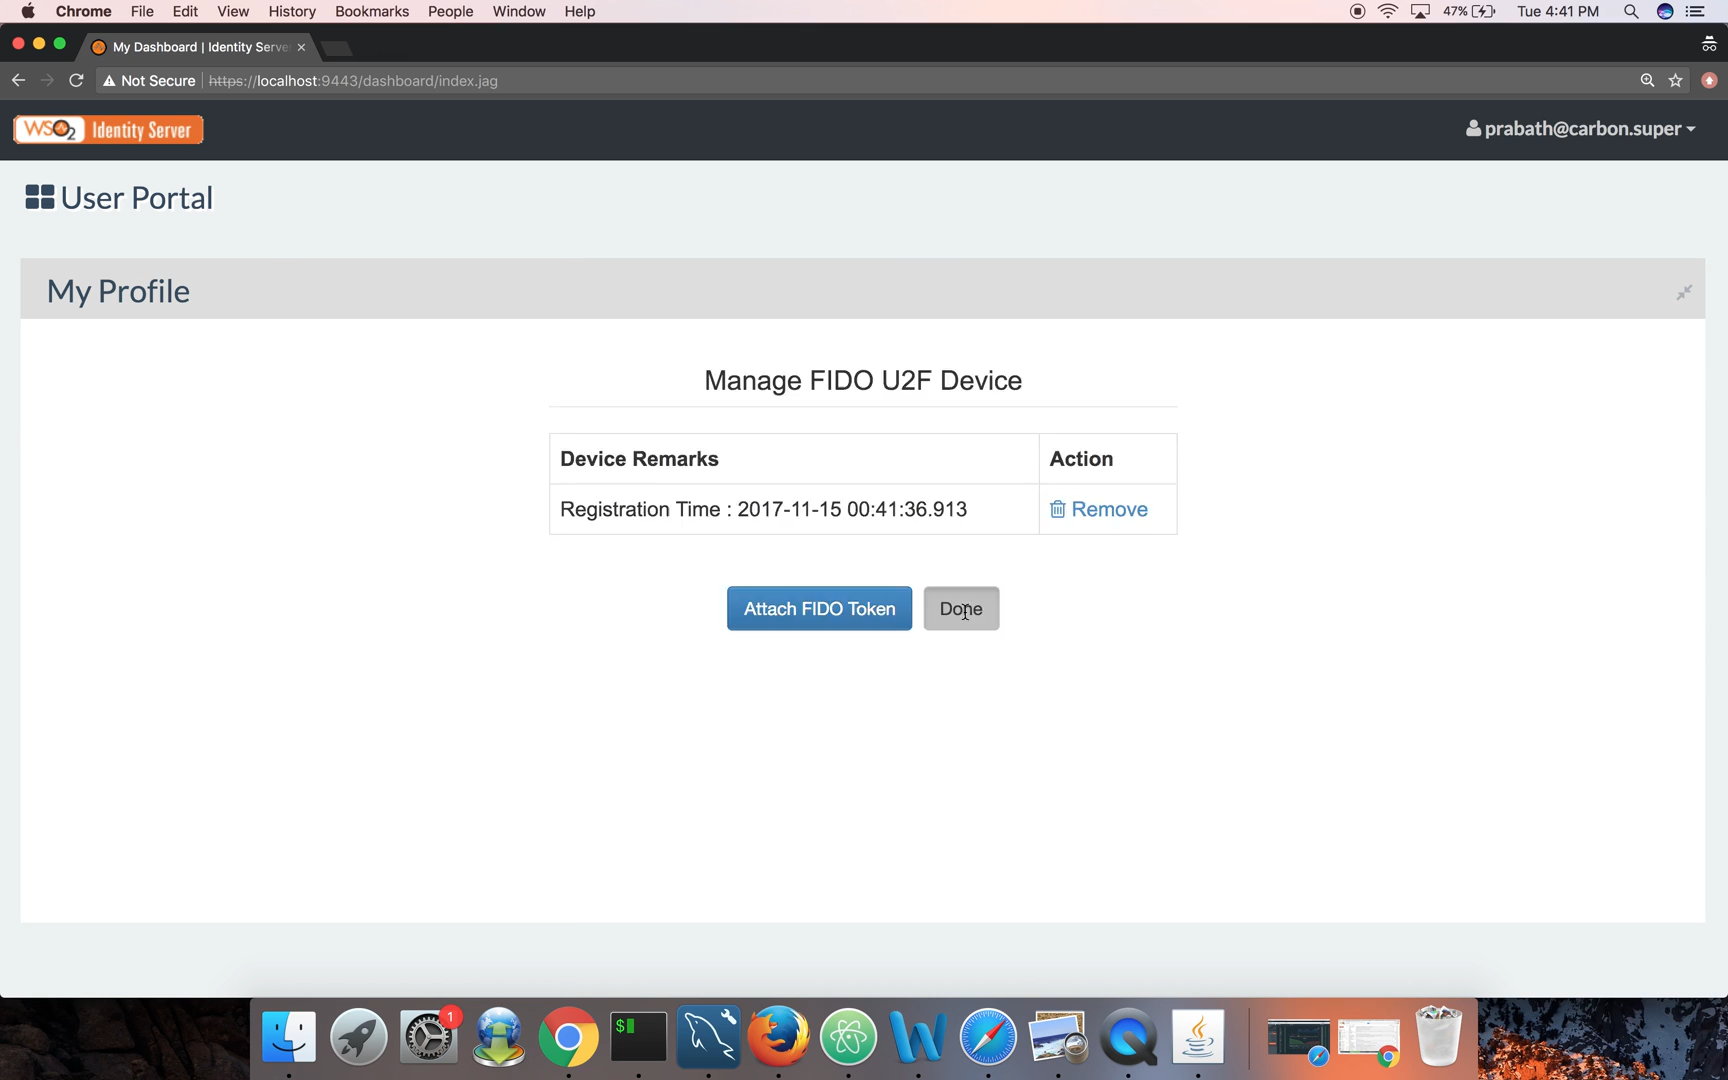 Chrome File Edit View History Bookmarks People Window Help 47% Tue 4:41 PM
My Dashboard | Identity Serve
Not Secure https://localhost:9443/dashboard/index.jag
WSO2 Identity Server prabath@carbon.super
User Portal
My Profile
Manage FIDO U2F Device
Device Remarks Action
Registration Time : 2017-11-15 00:41:36.913 Remove
Attach FIDO Token Done
1
$
W